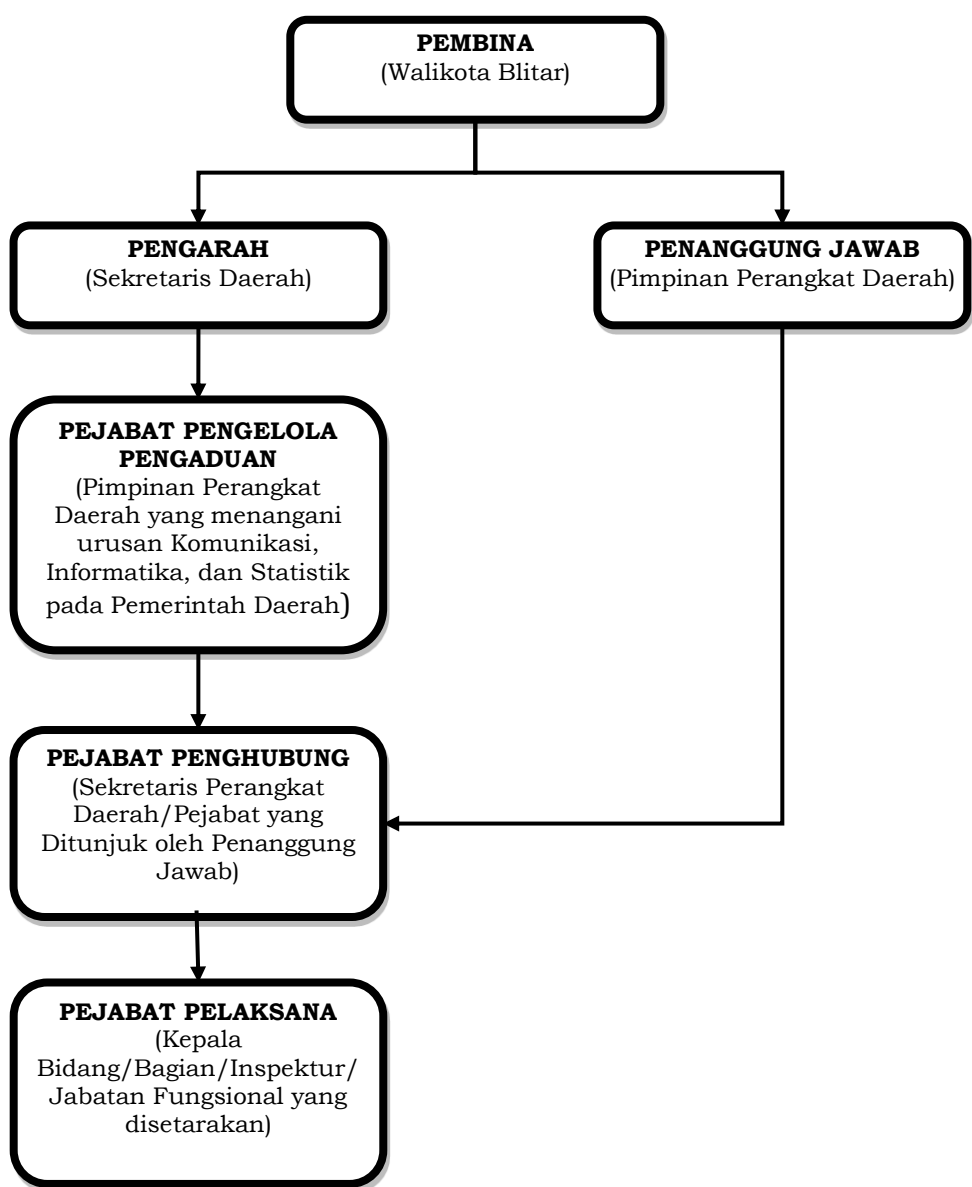 PEMBINA
(Walikota Blitar)
PENGARAH
(Sekretaris Daerah)
PENANGGUNG JAWAB
(Pimpinan Perangkat Daerah)
PEJABAT PENGELOLA
PENGADUAN
(Pimpinan Perangkat
Daerah yang menangani
urusan Komunikasi,
Informatika, dan Statistik
pada Pemerintah Daerah)
PEJABAT PENGHUBUNG
(Sekretaris Perangkat
Daerah/Pejabat yang
Ditunjuk oleh Penanggung
Jawab)
PEJABAT PELAKSANA
(Kepala
Bidang/Bagian/Inspektur/
Jabatan Fungsional yang
disetarakan)